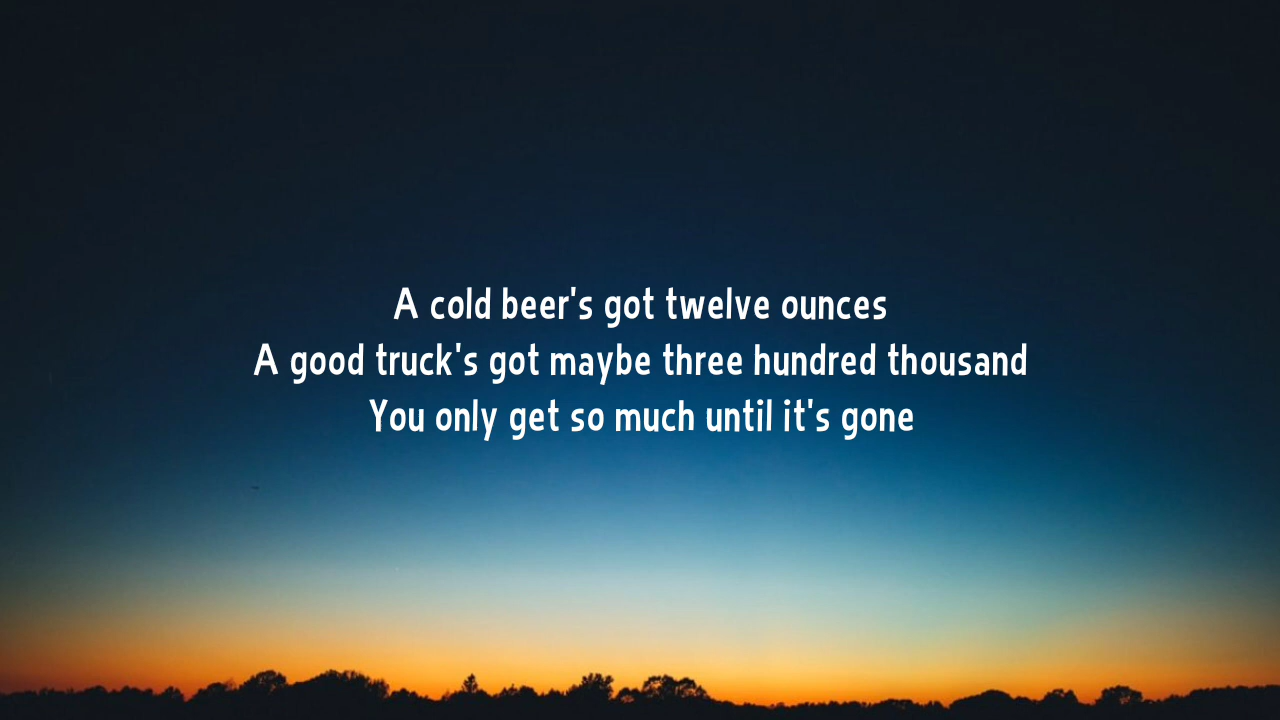 A cold beer's got twelve ounces
A good truck's got maybe three hundred thousand
You only get so much until it's gone